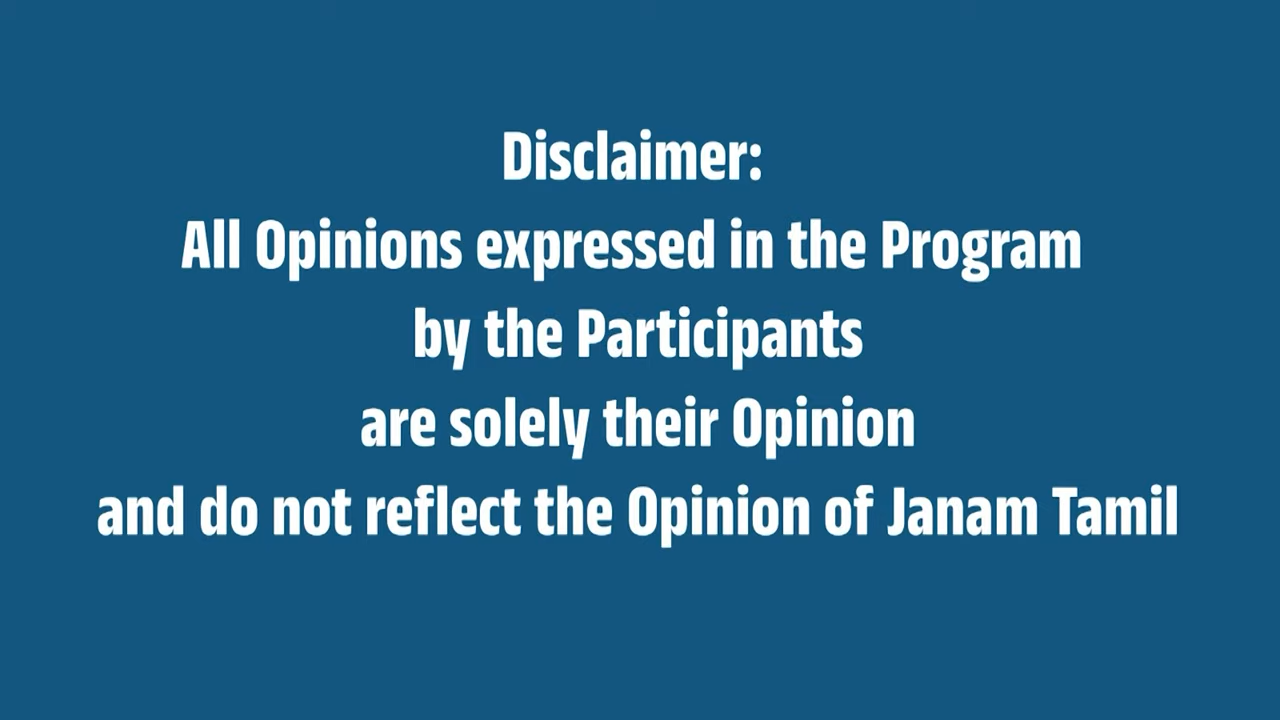 Disclaimer:
All Opinions expressed in the Program
by the Participants
are solely their Opinion
and do not reflect the Opinion of Janam Tamil